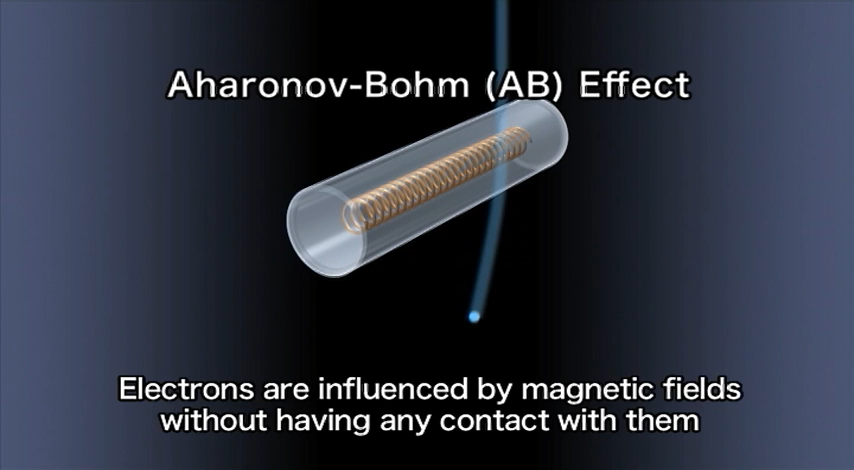 Aharonov-Bohm (AB) Effect
Electrons are influenced by magnetic fields
without having any contact with them